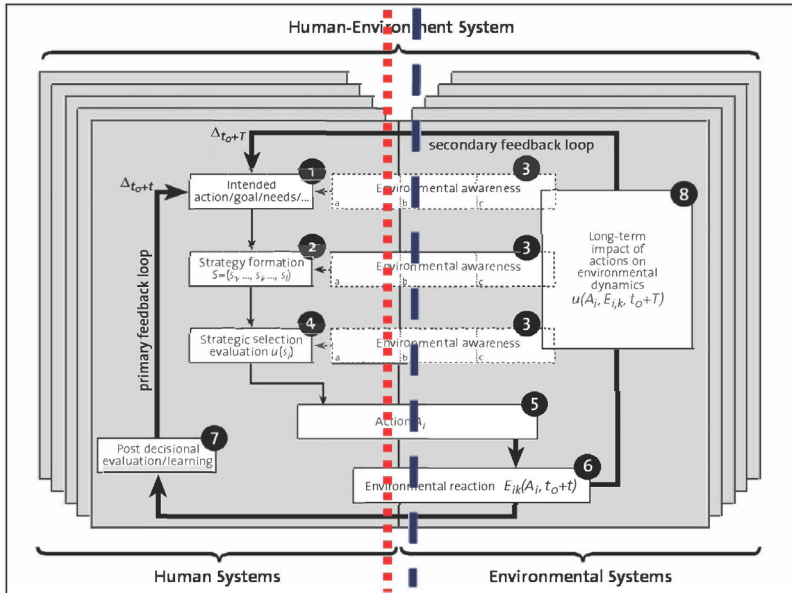 Human-Environment System
Δt₀+T
secondary feedback loop
Δt₀+t
1
Intended
action/goal/needs/...
3
Environmental awareness
a b c
8
Long-term
impact of
actions on
environmental
dynamics
u(Aᵢ, Eᵢ,ₖ, t₀+T)
primary feedback loop
2
Strategy formation
S=(s₁, ..., sᵢ, ..., sₗ)
3
Environmental awareness
a b c
4
Strategic selection
evaluation u(sᵢ)
3
Environmental awareness
a b c
5
Action Aᵢ
7
Post decisional
evaluation/learning
6
Environmental reaction Eᵢₖ(Aᵢ, t₀+t)
Human Systems
Environmental Systems